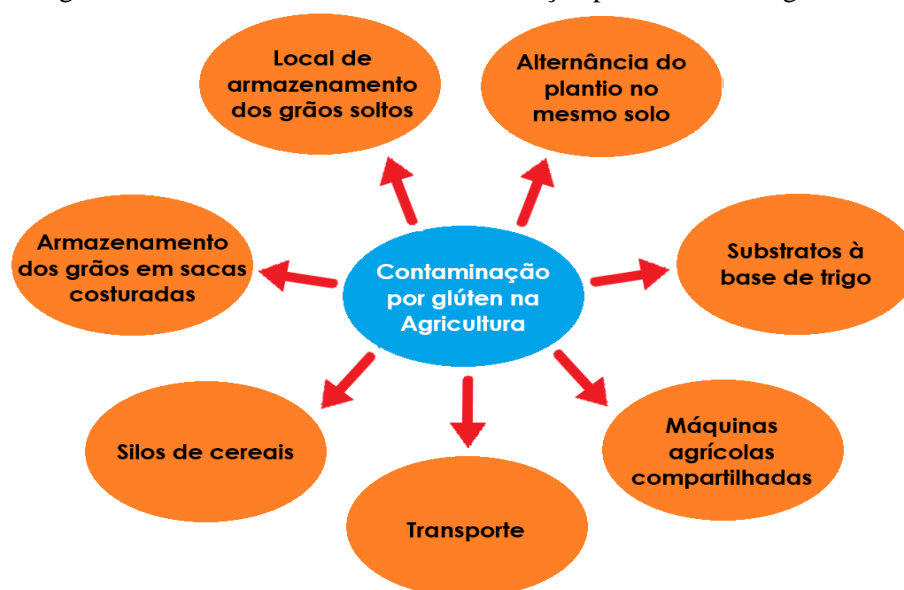 Local de
armazenamento
dos grãos soltos
Alternância do
plantio no
mesmo solo
Armazenamento
dos grãos em sacas
costuradas
Contaminação
por glúten na
Agricultura
Substratos à
base de trigo
Silos de cereais
Máquinas
agrícolas
compartilhadas
Transporte